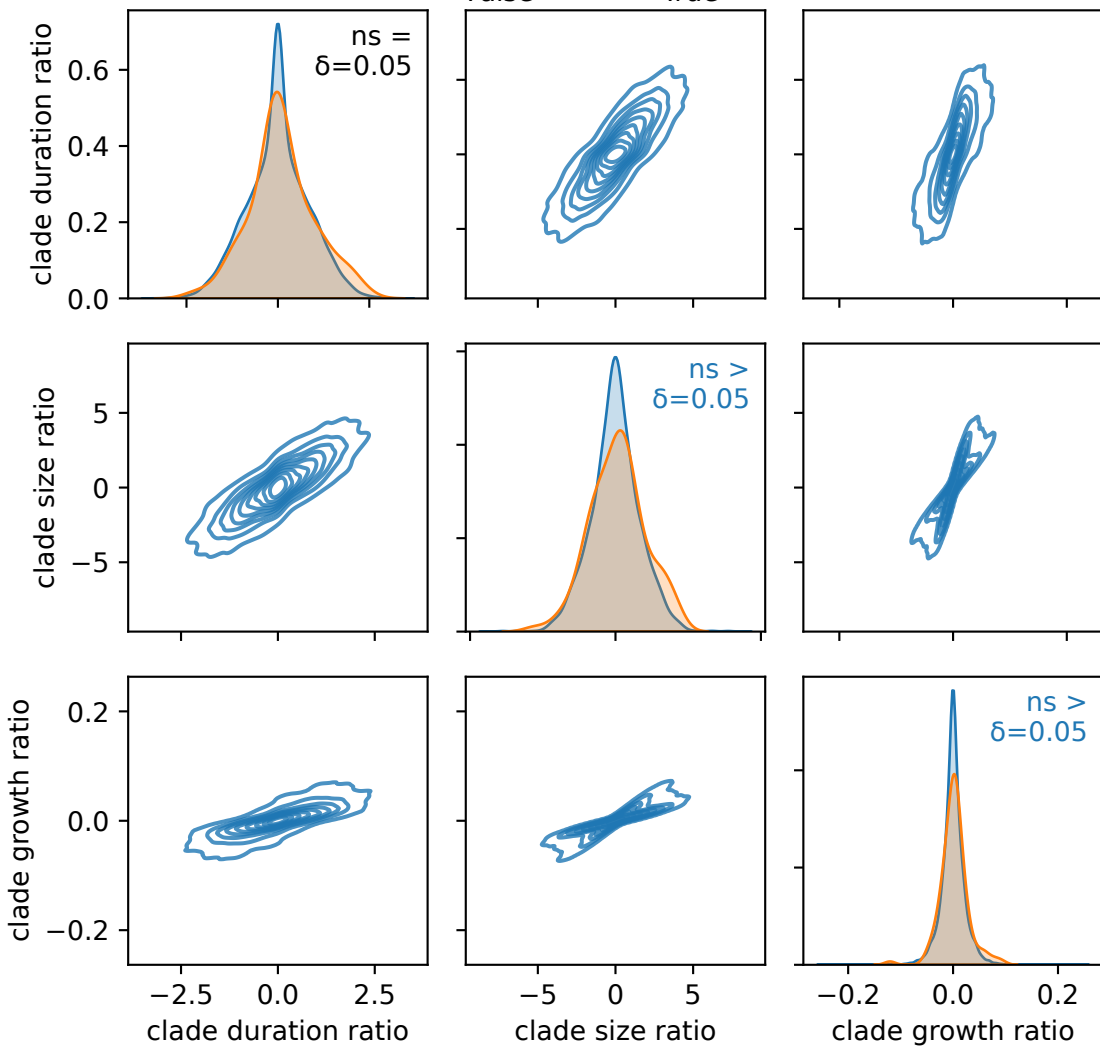 ns =
δ=0.05
clade duration ratio
0.6
0.4
0.2
0.0
ns >
δ=0.05
clade size ratio
5
0
−5
ns >
δ=0.05
clade growth ratio
0.2
0.0
−0.2
−2.5 0.0 2.5
−5 0 5
−0.2 0.0 0.2
clade duration ratio
clade size ratio
clade growth ratio